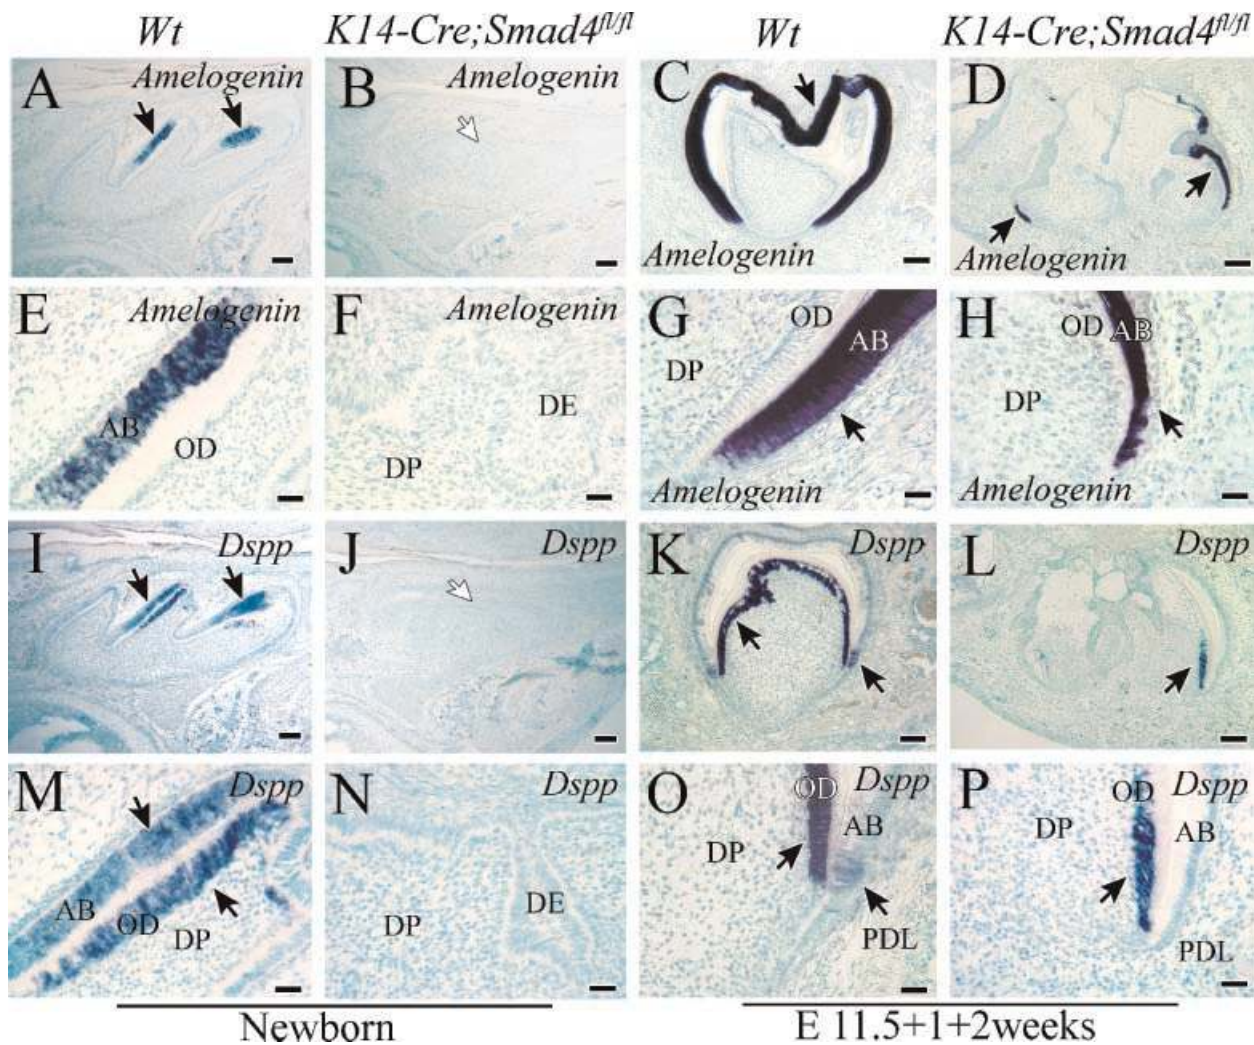 Wt K14-Cre;Smad4fl/fl Wt K14-Cre;Smad4fl/fl
A Amelogenin B Amelogenin C D
Amelogenin Amelogenin
E Amelogenin F Amelogenin G OD H OD AB
AB
DP
AB OD DE DP
DP
Amelogenin Amelogenin
I Dspp J Dspp K Dspp L Dspp
M Dspp N Dspp O OD Dspp P OD Dspp
DP AB DP AB
AB OD DP DP DE
PDL PDL
Newborn E 11.5+1+2weeks